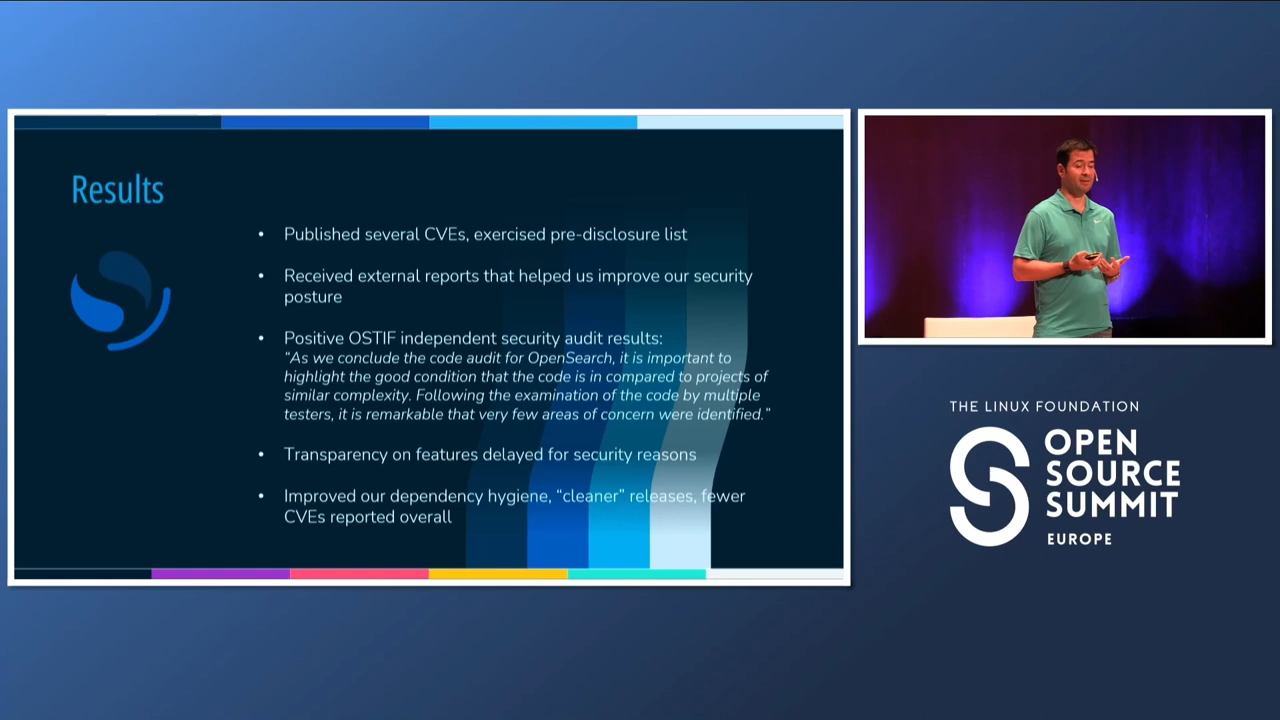 Results
• Published several CVEs, exercised pre-disclosure list
• Received external reports that helped us improve our security
posture
• Positive OSTIF independent security audit results:
“As we conclude the code audit for OpenSearch, it is important to
highlight the good condition that the code is in compared to projects of
similar complexity. Following the examination of the code by multiple
testers, it is remarkable that very few areas of concern were identified.”
• Transparency on features delayed for security reasons
• Improved our dependency hygiene, “cleaner” releases, fewer
CVEs reported overall
THE LINUX FOUNDATION
OPEN
SOURCE
SUMMIT
EUROPE